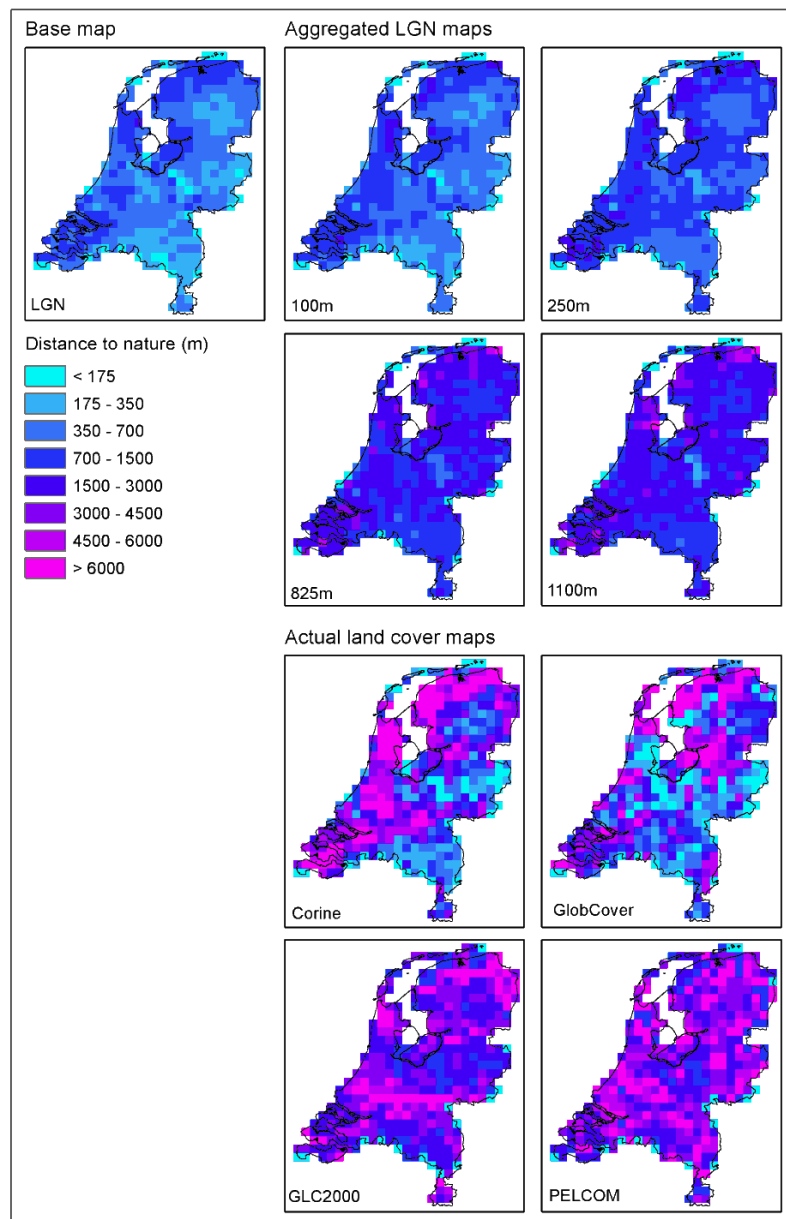 Base map
Aggregated LGN maps
LGN
100m
250m
Distance to nature (m)
< 175
175 - 350
350 - 700
700 - 1500
1500 - 3000
3000 - 4500
4500 - 6000
> 6000
825m
1100m
Actual land cover maps
Corine
GlobCover
GLC2000
PELCOM